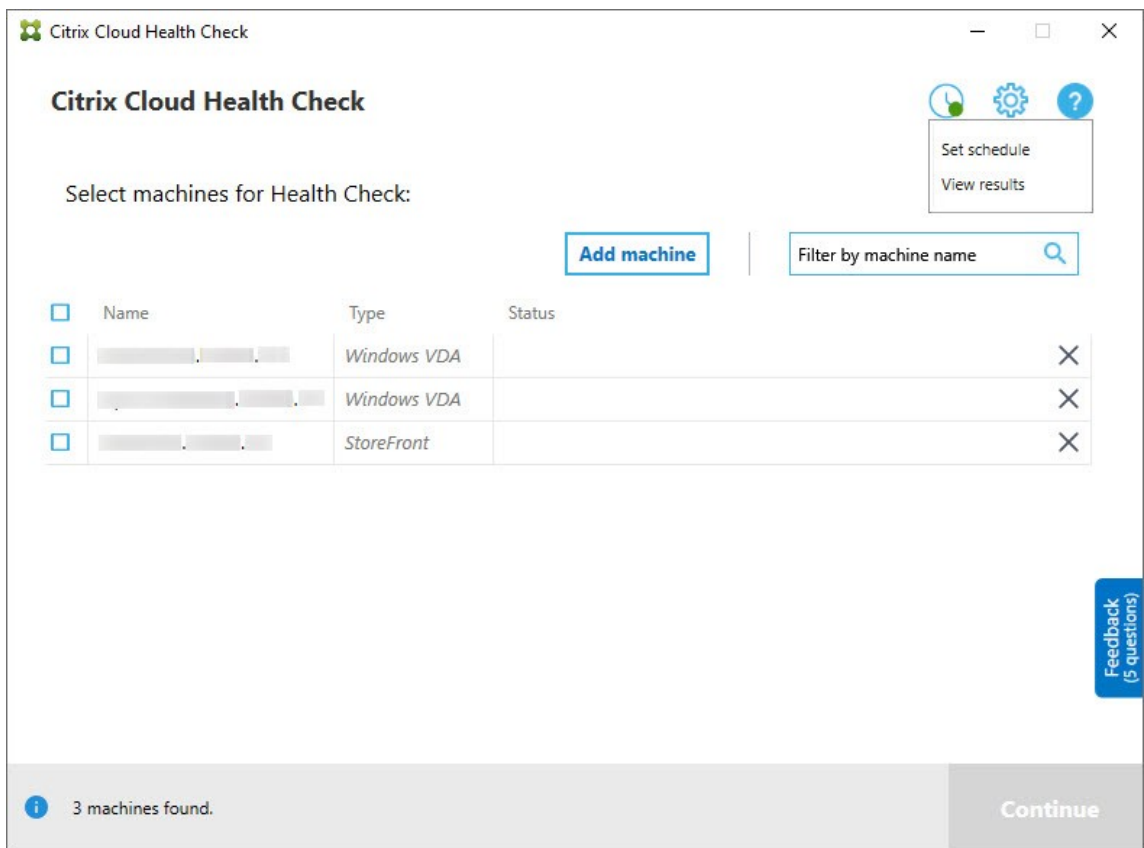 Citrix Cloud Health Check
Citrix Cloud Health Check
?
Set schedule
View results
Select machines for Health Check:
Add machine
Filter by machine name
Name Type Status
Windows VDA
Windows VDA
StoreFront
Feedback
(5 questions)
i 3 machines found.
Continue